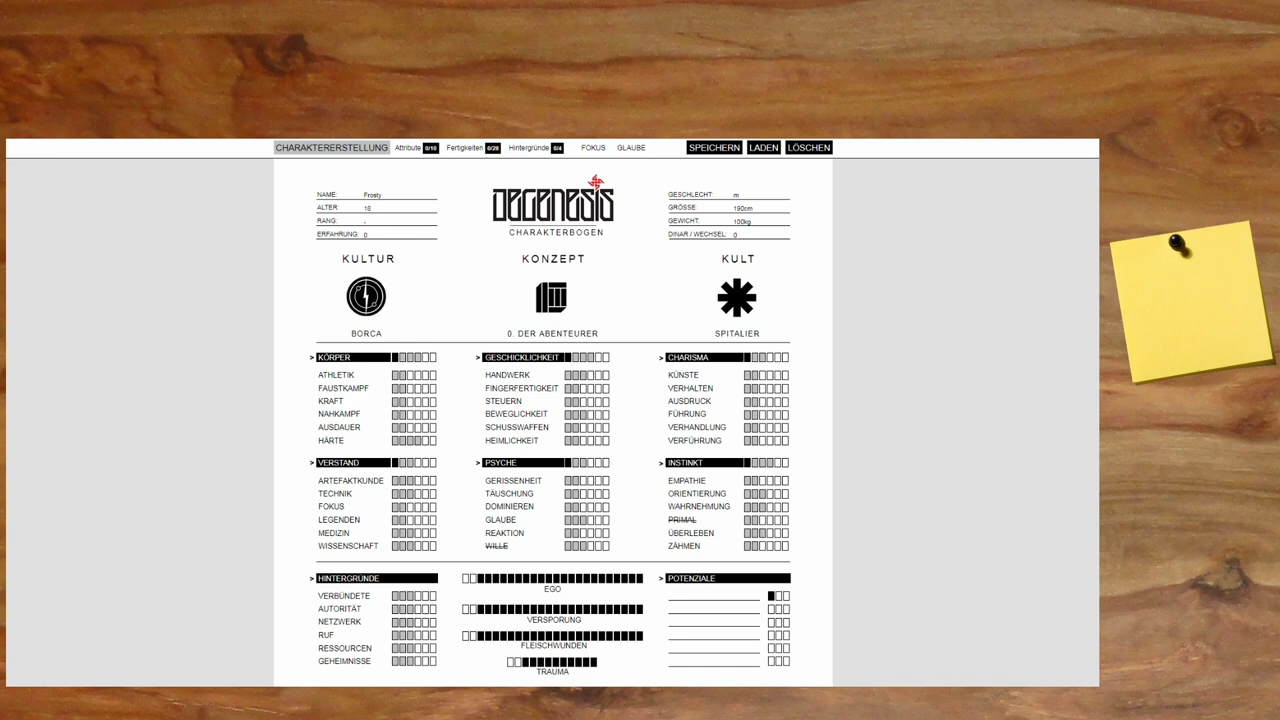 CHARAKTERERSTELLUNG Attribute 0/10 Fertigkeiten 0/28 Hintergründe 0/4 FOKUS GLAUBE SPEICHERN LADEN LÖSCHEN
NAME: Frosty
ALTER: 18
RANG: -
ERFAHRUNG: 0
DEGENESIS
CHARAKTERBOGEN
GESCHLECHT: m
GRÖSSE: 190cm
GEWICHT: 100kg
DINAR / WECHSEL: 0
KULTUR
BORCA
KONZEPT
0. DER ABENTEURER
KULT
SPITALIER
> KÖRPER
ATHLETIK
FAUSTKAMPF
KRAFT
NAHKAMPF
AUSDAUER
HÄRTE
> GESCHICKLICHKEIT
HANDWERK
FINGERFERTIGKEIT
STEUERN
BEWEGLICHKEIT
SCHUSSWAFFEN
HEIMLICHKEIT
> CHARISMA
KÜNSTE
VERHALTEN
AUSDRUCK
FÜHRUNG
VERHANDLUNG
VERFÜHRUNG
> VERSTAND
ARTEFAKTKUNDE
TECHNIK
FOKUS
LEGENDEN
MEDIZIN
WISSENSCHAFT
> PSYCHE
GERISSENHEIT
TÄUSCHUNG
DOMINIEREN
GLAUBE
REAKTION
WILLE
> INSTINKT
EMPATHIE
ORIENTIERUNG
WAHRNEHMUNG
PRIMAL
ÜBERLEBEN
ZÄHMEN
> HINTERGRÜNDE
VERBÜNDETE
AUTORITÄT
NETZWERK
RUF
RESSOURCEN
GEHEIMNISSE
EGO
VERSPORUNG
FLEISCHWUNDEN
TRAUMA
> POTENZIALE